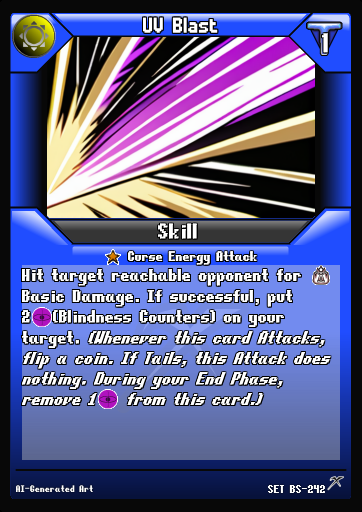 UV Blast
1
Skill
Curse Energy Attack
Hit target reachable opponent for
Basic Damage. If successful, put
2 (Blindness Counters) on your
target. (Whenever this card Attacks,
flip a coin. If Tails, this Attack does
nothing. During your End Phase,
remove 1 from this card.)
AI-Generated Art
SET BS-242